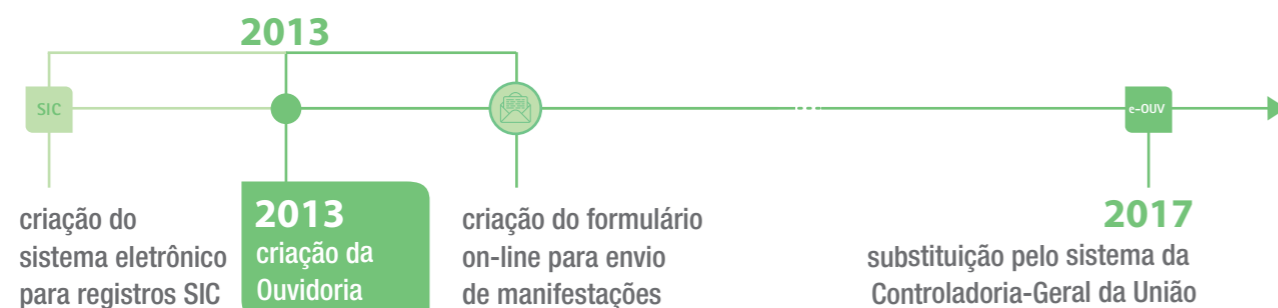 2013
SIC
e-OUV
criação do
sistema eletrônico
para registros SIC
2013
criação da
Ouvidoria
criação do formulário
on-line para envio
de manifestações
2017
substituição pelo sistema da
Controladoria-Geral da União